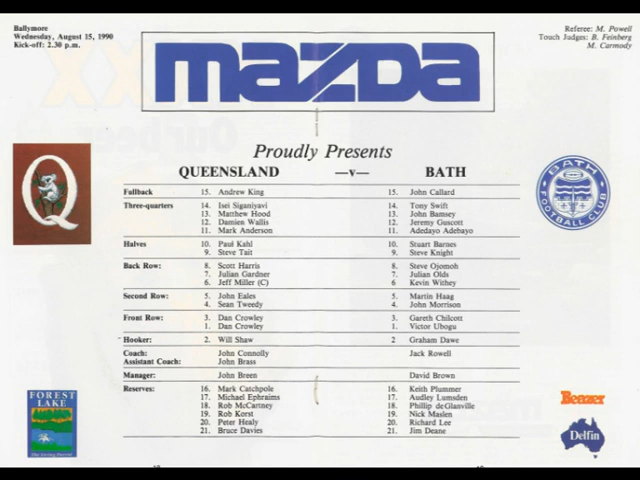 Ballymore
Wednesday, August 15, 1990
Kick-off: 2.30 p.m.
Referee: M. Powell
Touch Judges: B. Feinberg
M. Carmody
mazda
Proudly Presents
QUEENSLAND —v— BATH
Fullback 15. Andrew King 15. John Callard
Three-quarters 14. Isei Siganiyavi 14. Tony Swift
13. Matthew Hood 13. John Bamsey
12. Damien Wallis 12. Jeremy Guscott
11. Mark Anderson 11. Adedayo Adebayo
Halves 10. Paul Kahl 10. Stuart Barnes
9. Steve Tait 9. Steve Knight
Back Row: 8. Scott Harris 8. Steve Ojomoh
7. Julian Gardner 7. Julian Olds
6. Jeff Miller (C) 6 Kevin Withey
Second Row: 5. John Eales 5. Martin Haag
4. Sean Tweedy 4. John Morrison
Front Row: 3. Dan Crowley 3. Gareth Chilcott
1. Dan Crowley 1. Victor Ubogu
Hooker: 2. Will Shaw 2 Graham Dawe
Coach: John Connolly Jack Rowell
Assistant Coach: John Brass
Manager: John Breen David Brown
Reserves: 16. Mark Catchpole 16. Keith Plummer
17. Michael Ephraims 17. Audley Lumsden
18. Rob McCartney 18. Phillip deGlanville
19. Rob Korst 19. Nick Maslen
20. Peter Healy 20. Richard Lee
21. Bruce Davies 21. Jim Deane
Q
BATH
FOOTBALL CLUB
FOREST
LAKE
Beazer
Delfin